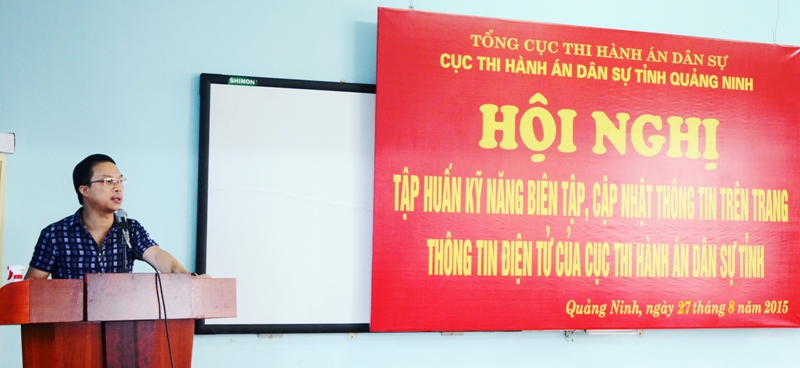 SHINON
TỔNG CỤC THI HÀNH ÁN DÂN SỰ
CỤC THI HÀNH ÁN DÂN SỰ TỈNH QUẢNG NINH
HỘI NGHỊ
TẬP HUẤN KỸ NĂNG BIÊN TẬP, CẬP NHẬT THÔNG TIN TRÊN TRANG
THÔNG TIN ĐIỆN TỬ CỦA CỤC THI HÀNH ÁN DÂN SỰ TỈNH
Quảng Ninh, ngày 27 tháng 8 năm 2015